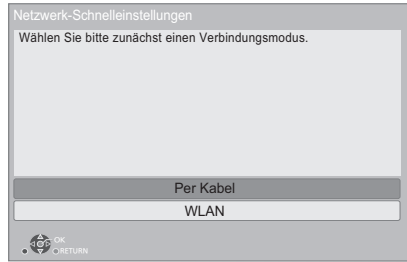 Netzwerk-Schnelleinstellungen
Wählen Sie bitte zunächst einen Verbindungsmodus.
Per Kabel
WLAN
OK
RETURN